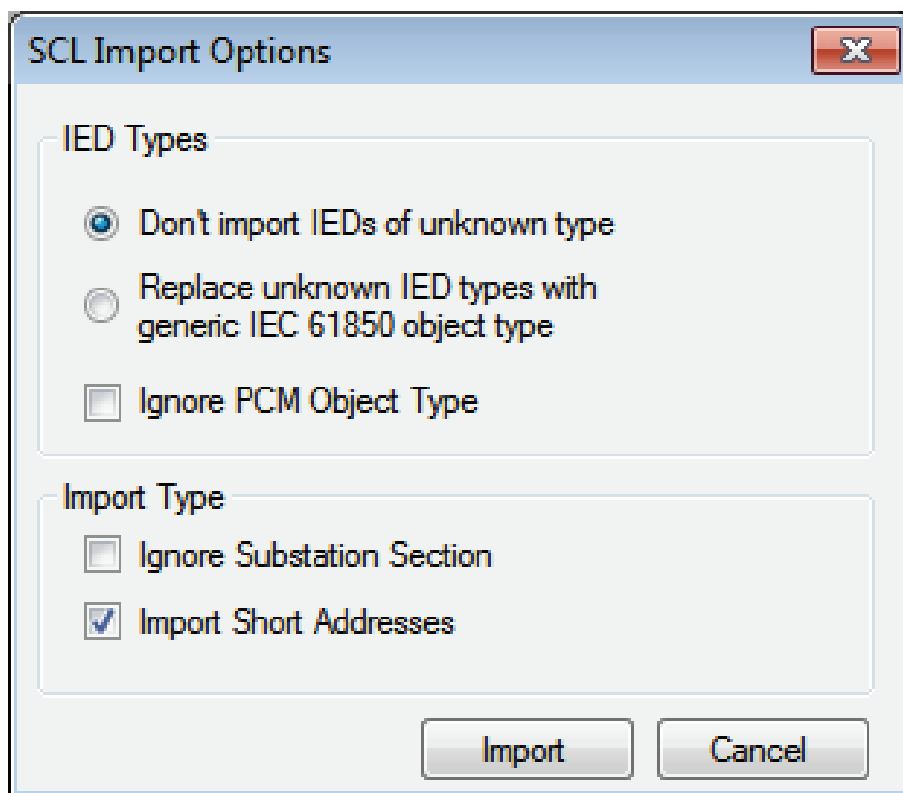 SCL Import Options
IED Types
Don't import IEDs of unknown type
Replace unknown IED types with
generic IEC 61850 object type
Ignore PCM Object Type
Import Type
Ignore Substation Section
Import Short Addresses
Import
Cancel